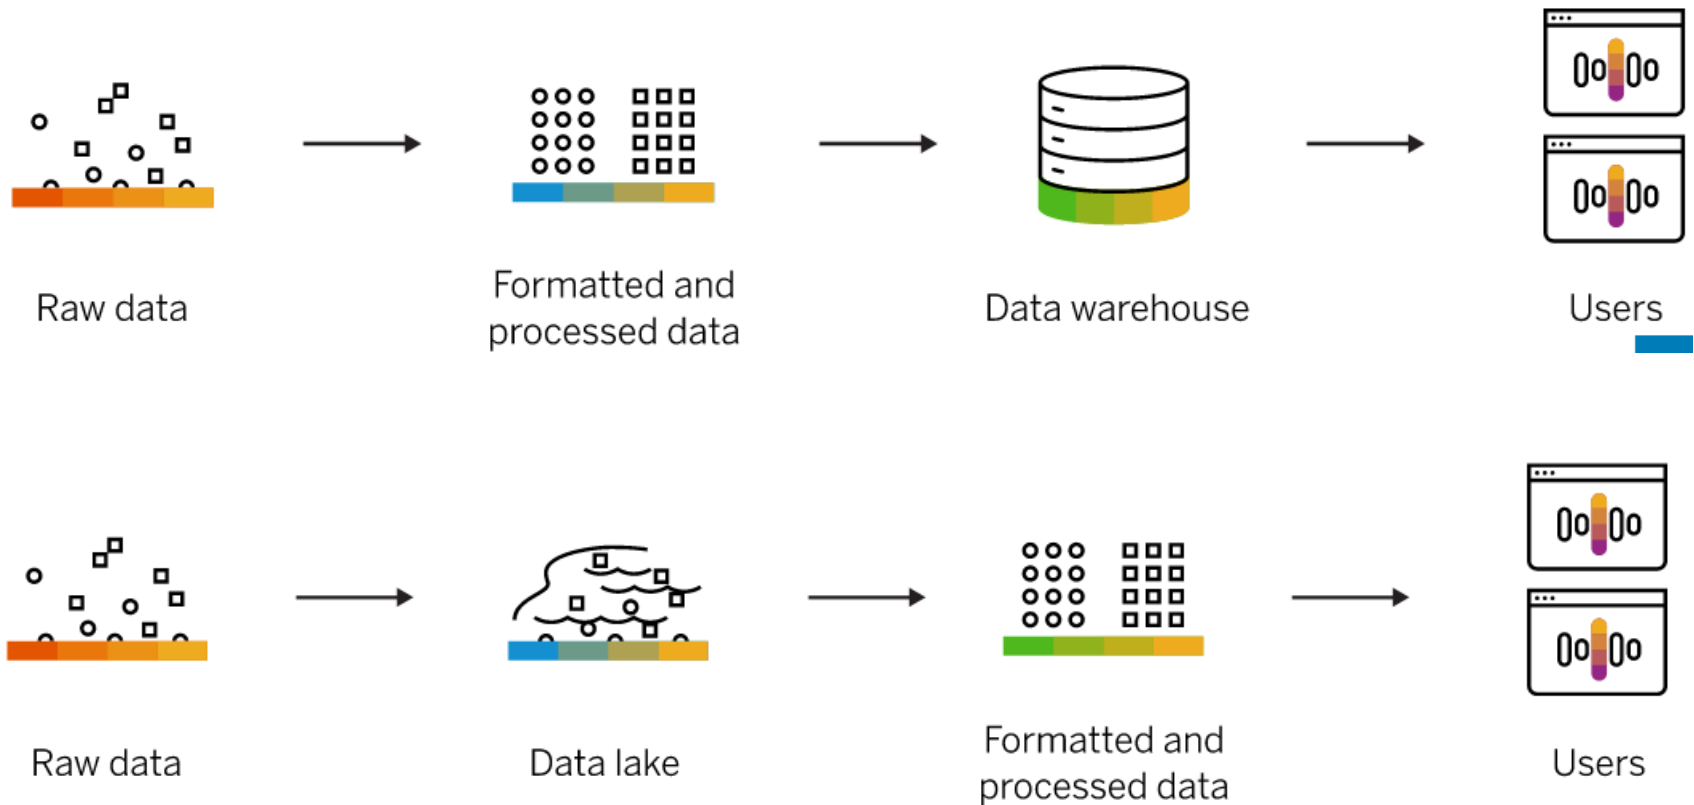 Raw data
Formatted and
processed data
Data warehouse
Users
Raw data
Data lake
Formatted and
processed data
Users